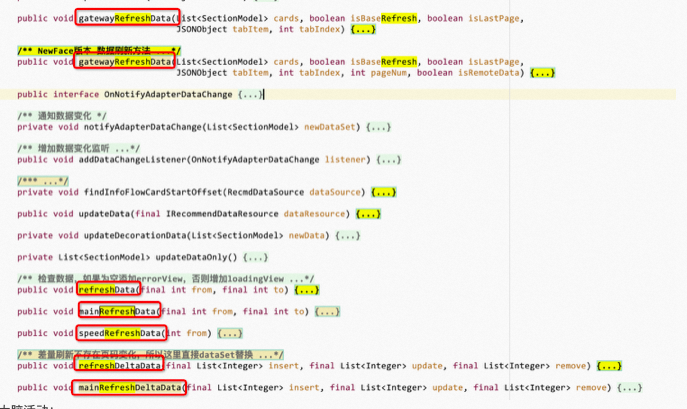 public void gatewayRefreshData(List<SectionModel> cards, boolean isBaseRefresh, boolean isLastPage,
JSONObject tabItem, int tabIndex) {...}
/** NewFace版本 数据刷新方法 ...*/
public void gatewayRefreshData(List<SectionModel> cards, boolean isBaseRefresh, boolean isLastPage,
JSONObject tabItem, int tabIndex, int pageNum, boolean isRemoteData) {...}
public interface OnNotifyAdapterDataChange {...}
/** 通知数据变化 */
private void notifyAdapterDataChange(List<SectionModel> newDataSet) {...}
/** 增加数据变化监听 ...*/
public void addDataChangeListener(OnNotifyAdapterDataChange listener) {...}
/*** ...*/
private void findInfoFlowCardStartOffset(RecmdDataSource dataSource) {...}
public void updateData(final IRecommendDataResource dataResource) {...}
private void updateDecorationData(List<SectionModel> newData) {...}
private List<SectionModel> updateDataOnly() {...}
/** 检查数据，如果为空添加errorView，否则增加loadingView ...*/
public void refreshData(final int from, final int to) {...}
public void mainRefreshData(final int from, final int to) {...}
public void speedRefreshData(int from) {...}
/** 差量刷新不存在页码变化，所以这里直接dataSet替换 ...*/
public void refreshDeltaData(final List<Integer> insert, final List<Integer> update, final List<Integer> remove) {...}
public void mainRefreshDeltaData(final List<Integer> insert, final List<Integer> update, final List<Integer> remove) {...}